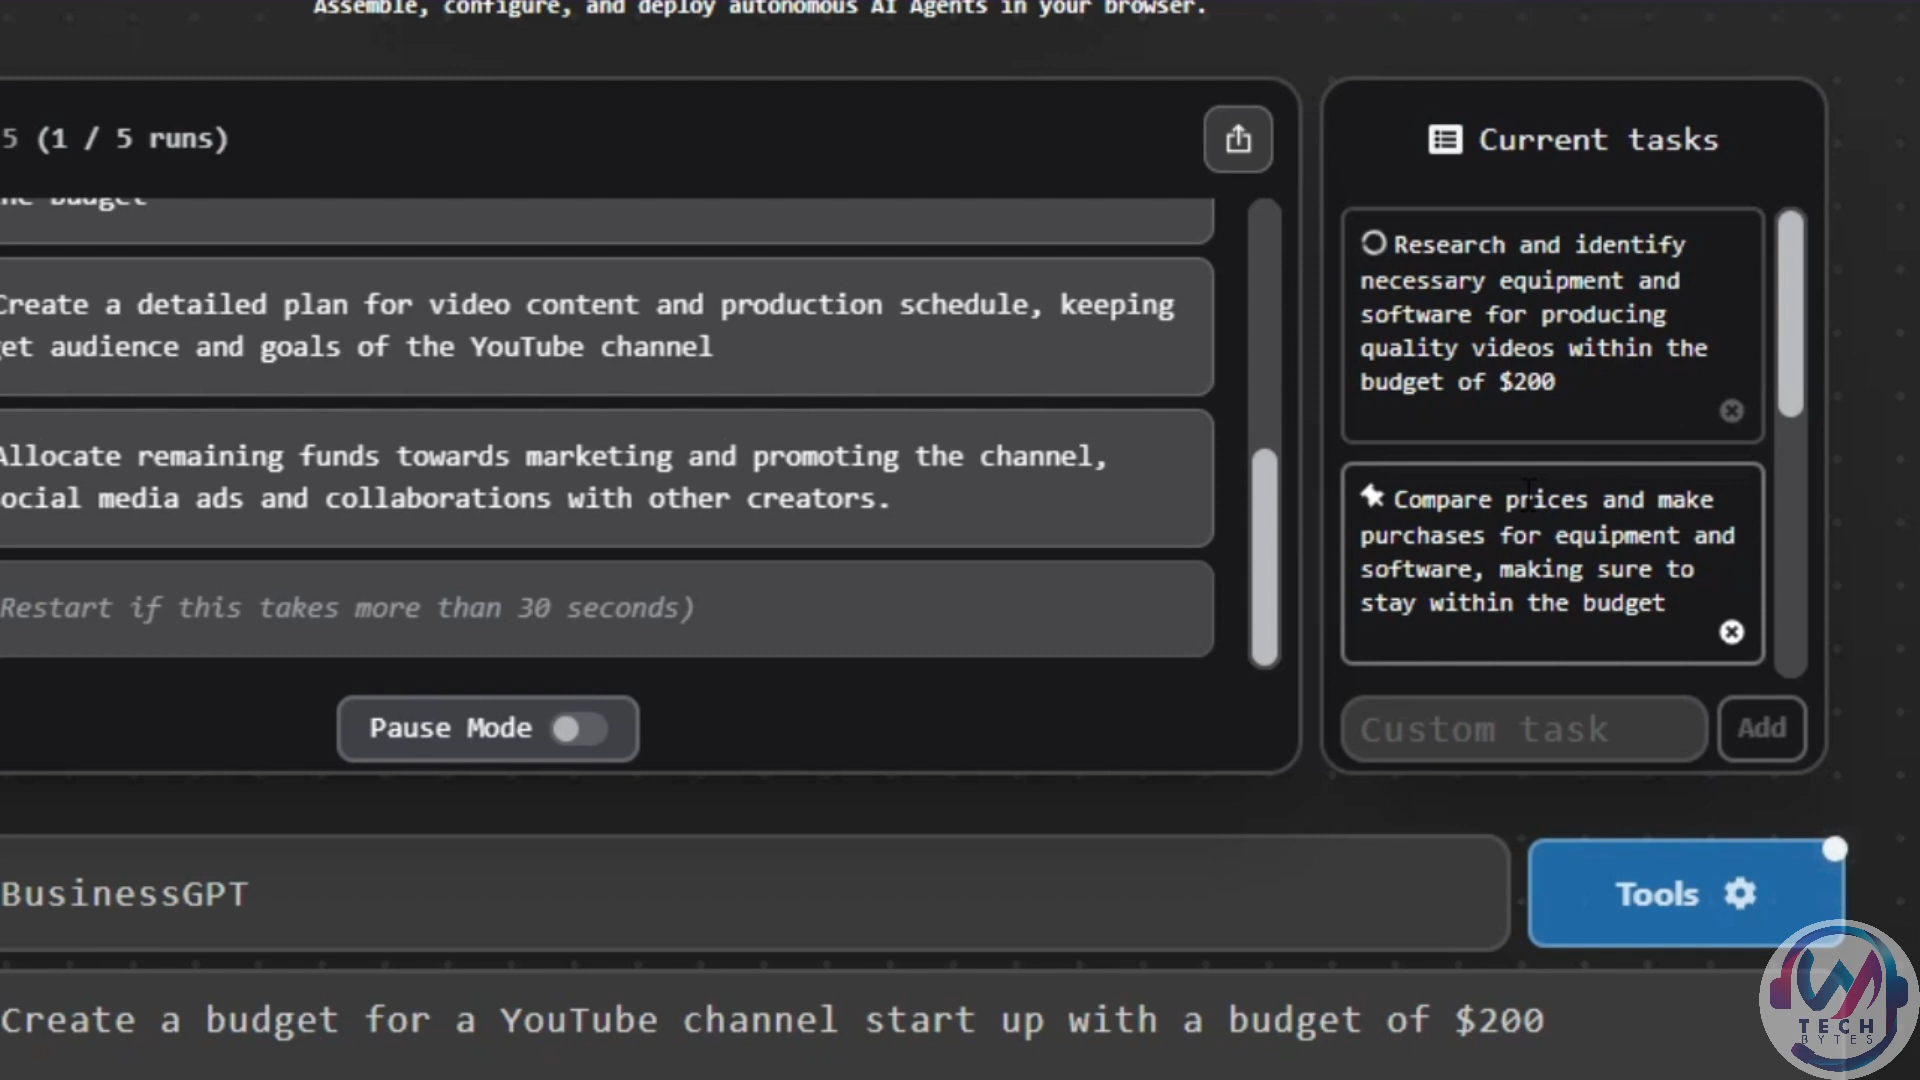 Assemble, configure, and deploy autonomous AI Agents in your browser.
5 (1 / 5 runs)
the budget
Create a detailed plan for video content and production schedule, keeping
get audience and goals of the YouTube channel
Allocate remaining funds towards marketing and promoting the channel,
ocial media ads and collaborations with other creators.
Restart if this takes more than 30 seconds)
Pause Mode
Current tasks
Research and identify
necessary equipment and
software for producing
quality videos within the
budget of $200
Compare prices and make
purchases for equipment and
software, making sure to
stay within the budget
Custom task
Add
BusinessGPT
Tools
Create a budget for a YouTube channel start up with a budget of $200
TECH
BYTES